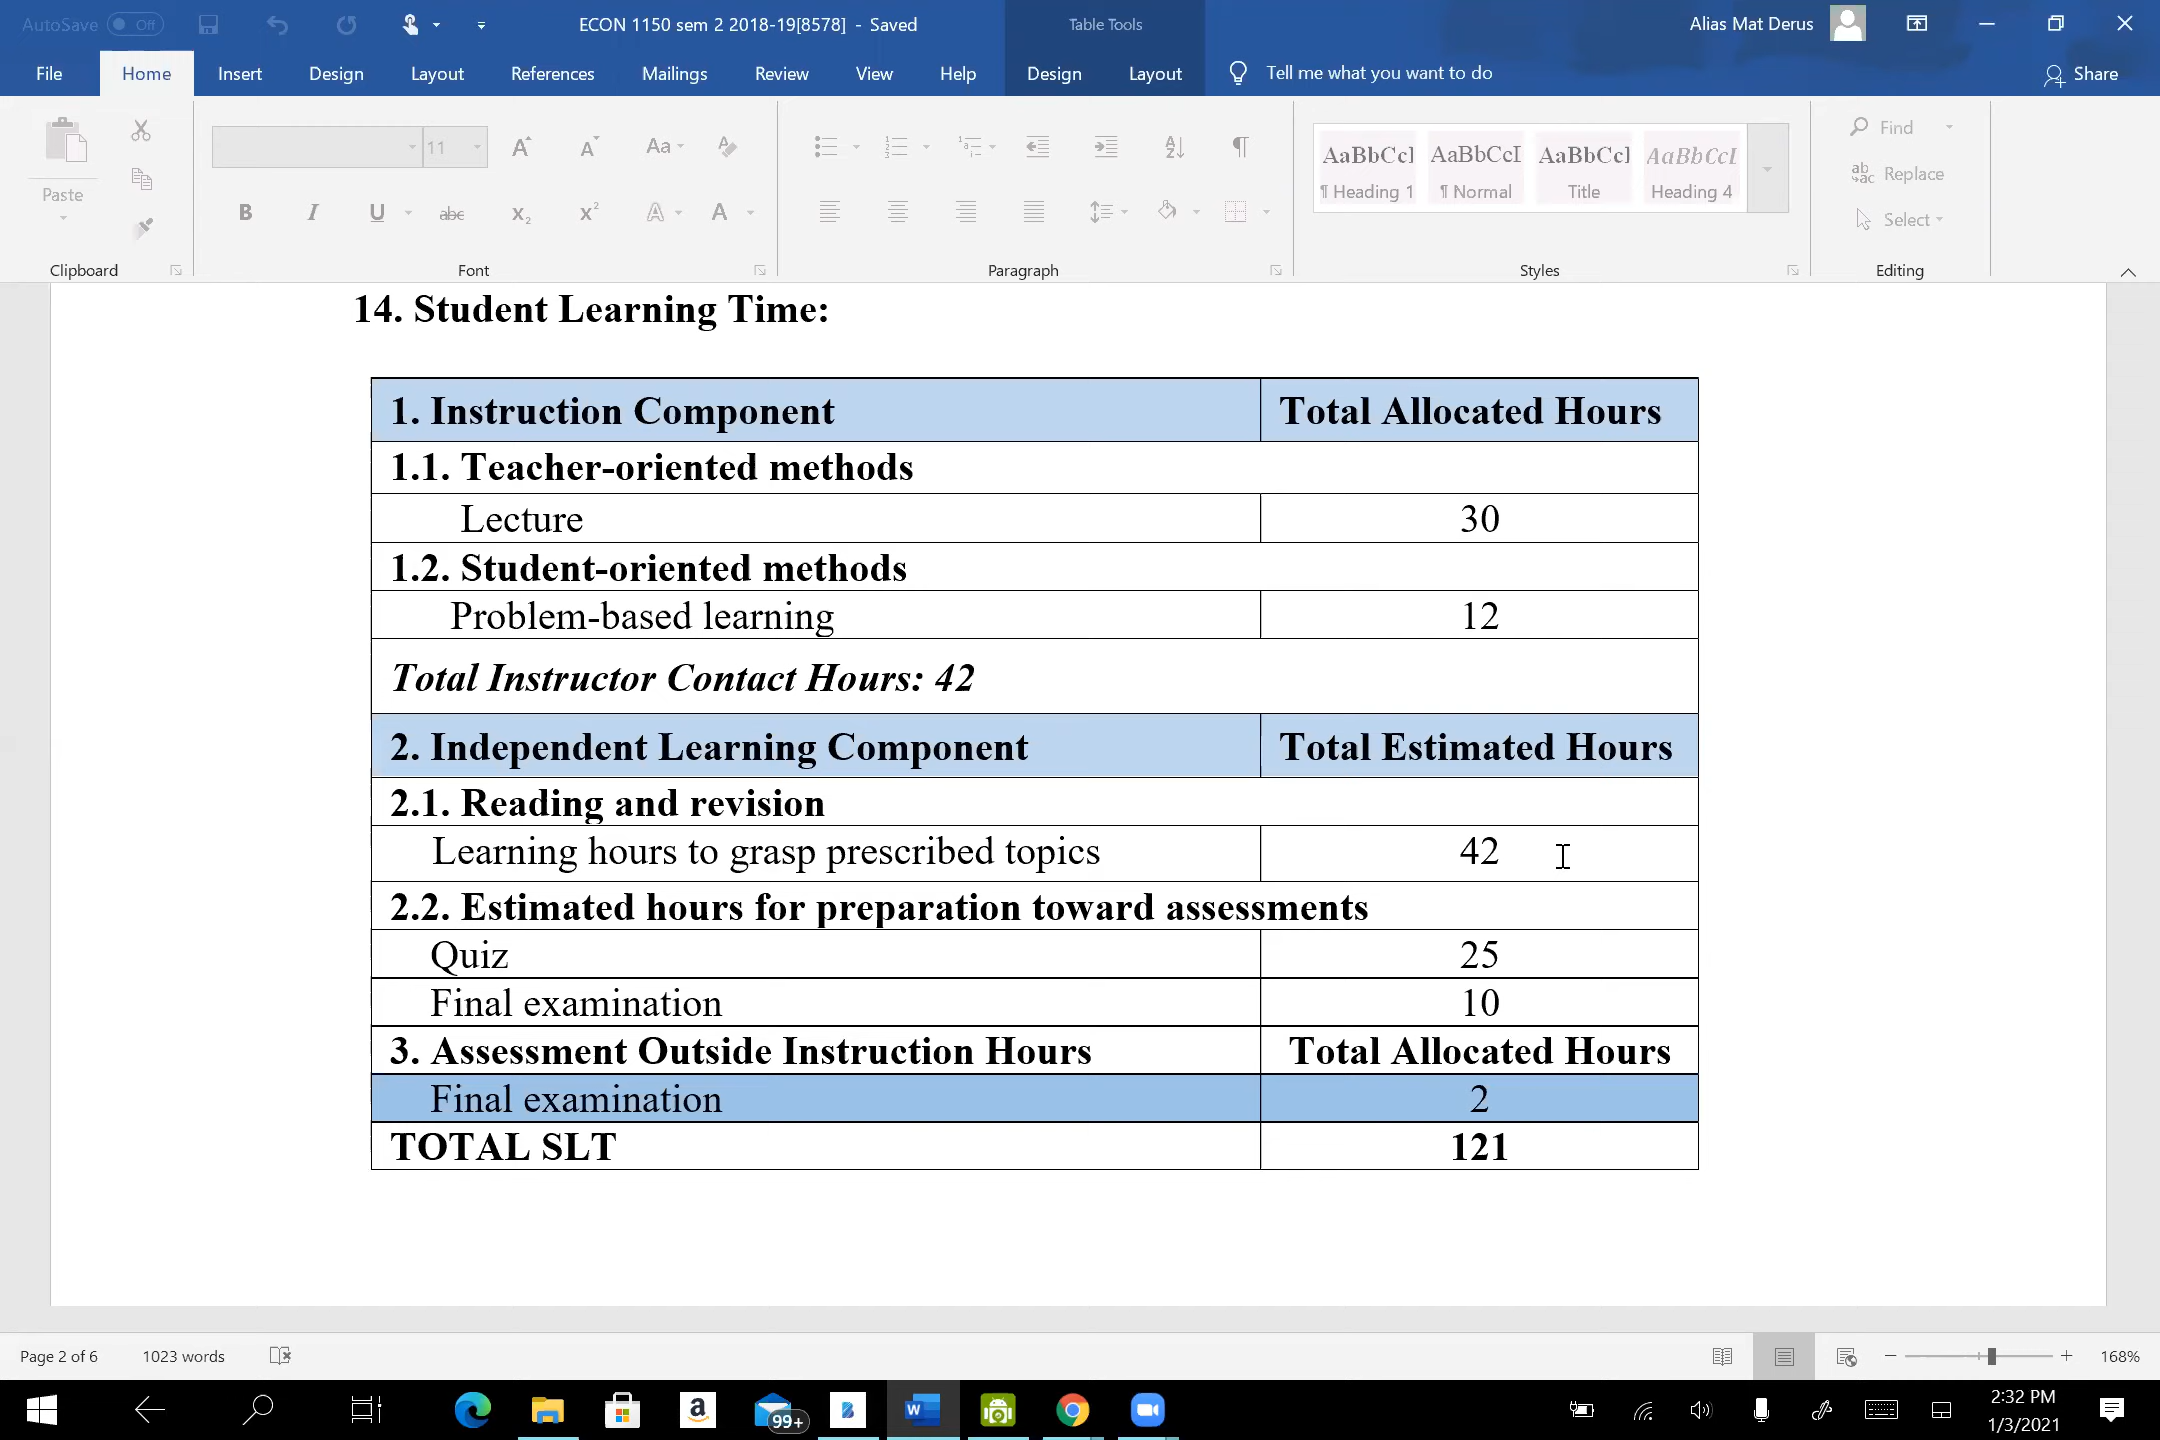 AutoSave Off
ECON 1150 sem 2 2018-19[8578] - Saved
Table Tools
Alias Mat Derus
File Home Insert Design Layout References Mailings Review View Help Design Layout Tell me what you want to do Share
Paste
Clipboard
11
Aa
B I U abc X₂ X² A A
Font
Paragraph
AaBbCcI AaBbCcI AaBbCcI AaBbCcI
¶ Heading 1 ¶ Normal Title Heading 4
Styles
Find
Replace
Select
Editing
14. Student Learning Time:
1. Instruction Component Total Allocated Hours
1.1. Teacher-oriented methods
Lecture 30
1.2. Student-oriented methods
Problem-based learning 12
Total Instructor Contact Hours: 42
2. Independent Learning Component Total Estimated Hours
2.1. Reading and revision
Learning hours to grasp prescribed topics 42
2.2. Estimated hours for preparation toward assessments
Quiz 25
Final examination 10
3. Assessment Outside Instruction Hours Total Allocated Hours
Final examination 2
TOTAL SLT 121
Page 2 of 6 1023 words 168%
99+
2:32 PM
1/3/2021